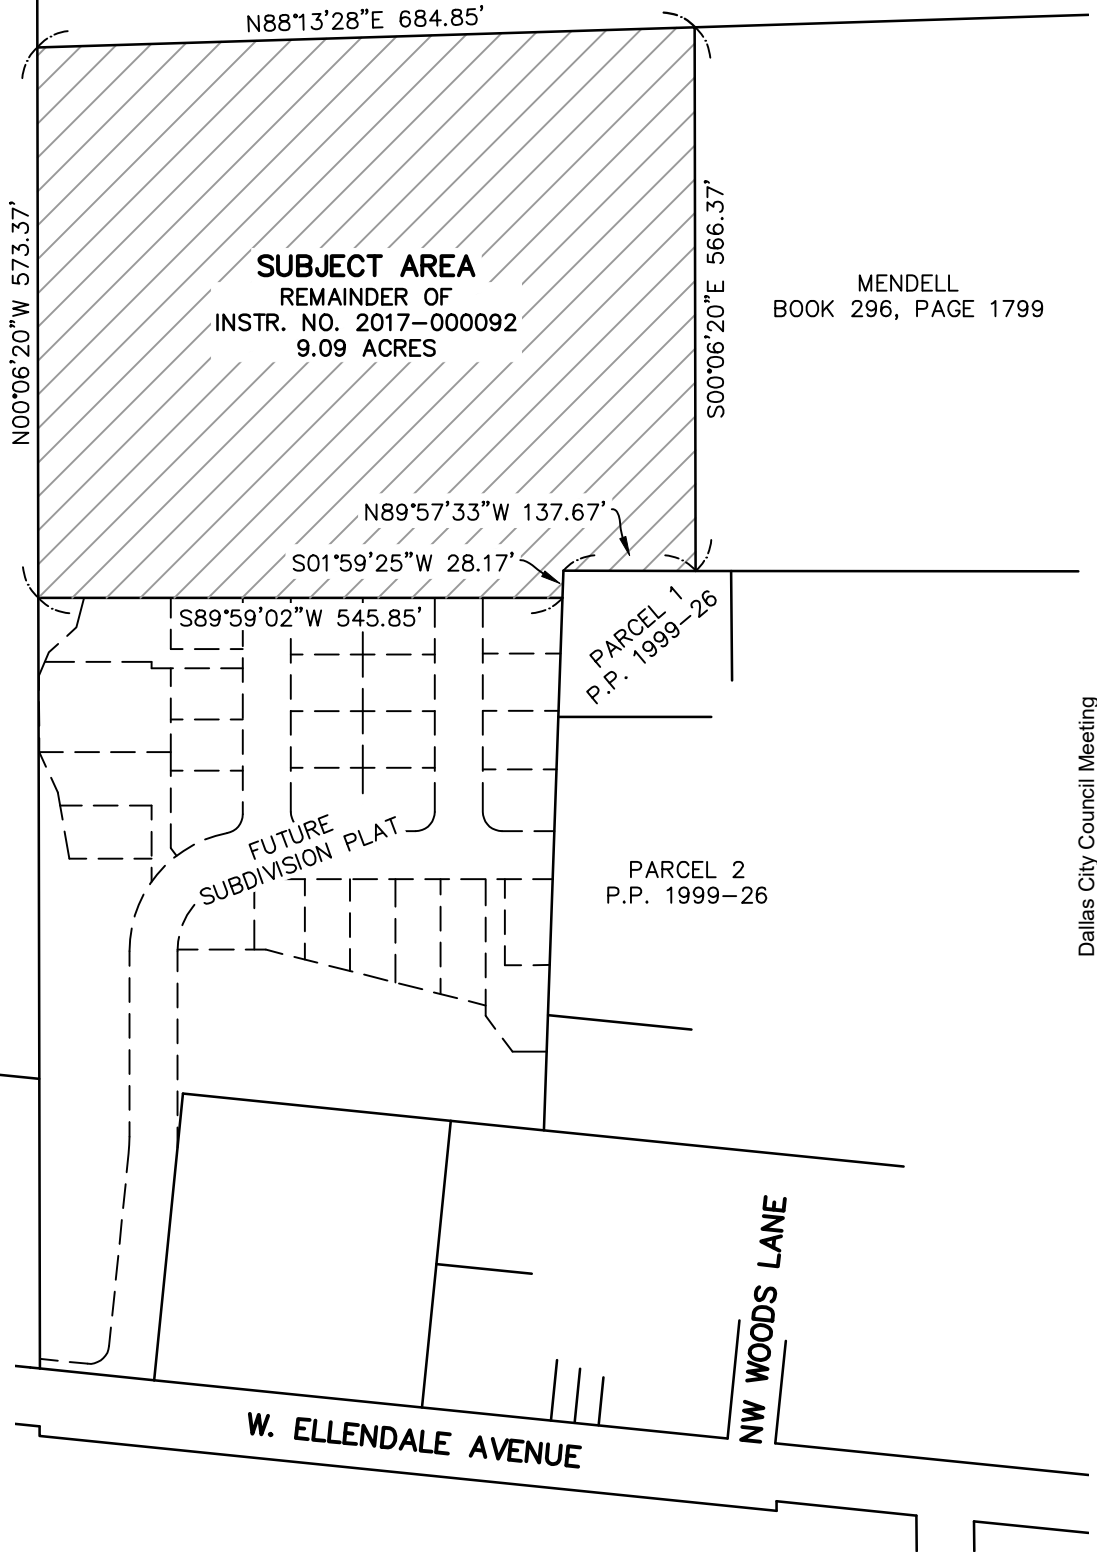 N88°13'28"E 684.85'
N00°06'20"W 573.37'
SUBJECT AREA
REMAINDER OF
INSTR. NO. 2017-000092
9.09 ACRES
S00°06'20"E 566.37'
MENDELL
BOOK 296, PAGE 1799
N89°57'33"W 137.67'
S01°59'25"W 28.17'
S89°59'02"W 545.85'
PARCEL 1
P.P. 1999-26
Dallas City Council Meeting
FUTURE
SUBDIVISION PLAT
PARCEL 2
P.P. 1999-26
NW WOODS LANE
W. ELLENDALE AVENUE